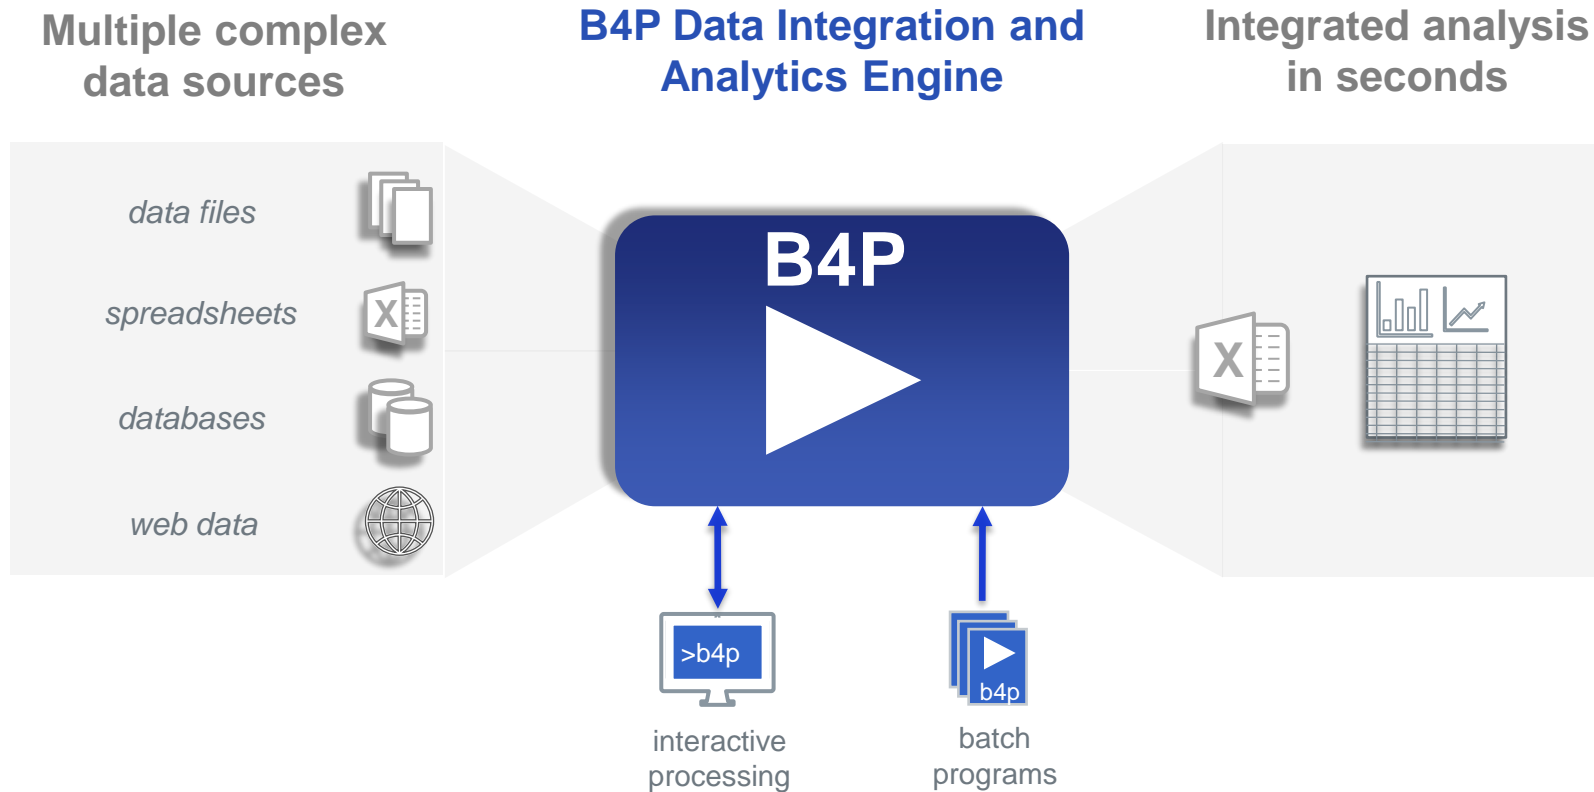 Multiple complex
data sources
B4P Data Integration and
Analytics Engine
Integrated analysis
in seconds
data files
spreadsheets
X
databases
web data
B4P
X
>b4p
interactive
processing
b4p
batch
programs